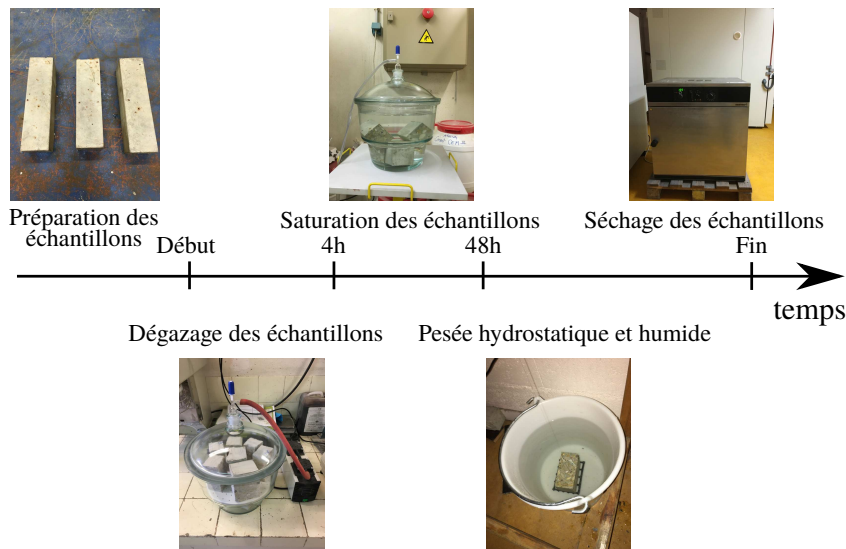 Préparation des
échantillons
Saturation des échantillons
Séchage des échantillons
Début
4h
48h
Fin
temps
Dégazage des échantillons
Pesée hydrostatique et humide